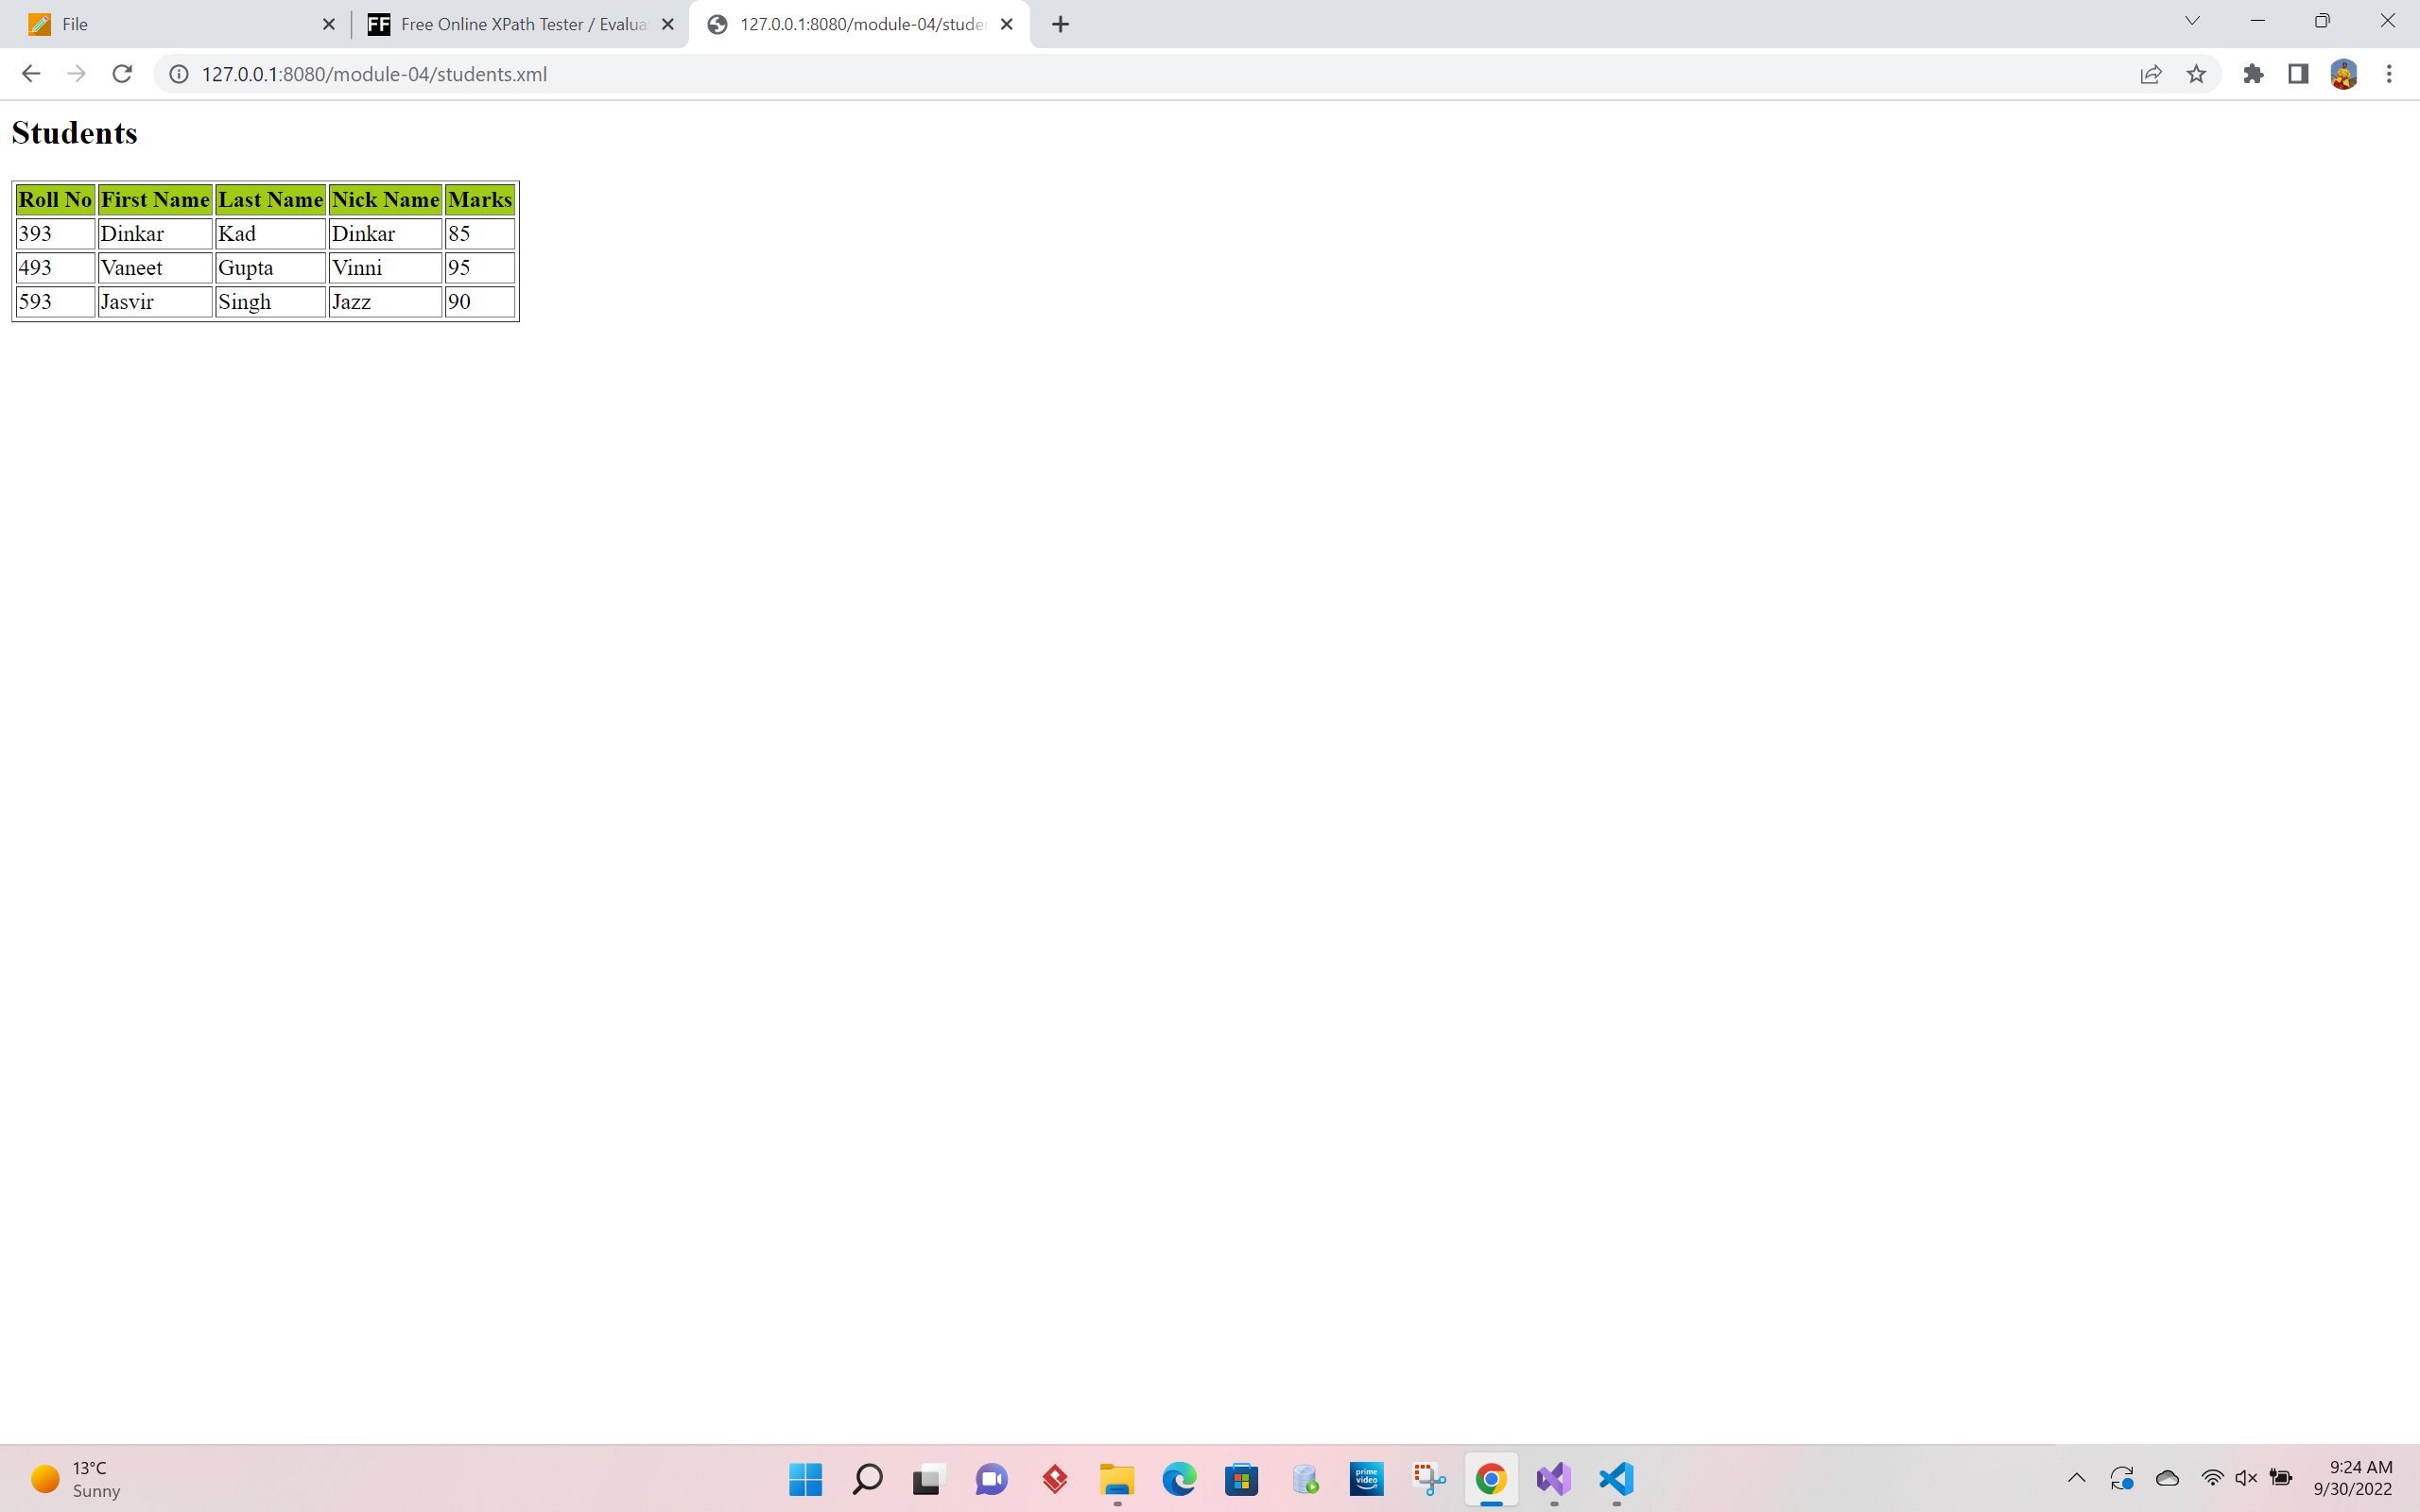 File
FF Free Online XPath Tester / Evalua
127.0.0.1:8080/module-04/studer
127.0.0.1:8080/module-04/students.xml
Students
Roll No First Name Last Name Nick Name Marks
393 Dinkar Kad Dinkar 85
493 Vaneet Gupta Vinni 95
593 Jasvir Singh Jazz 90
13°C
Sunny
prime
video
9:24 AM
9/30/2022